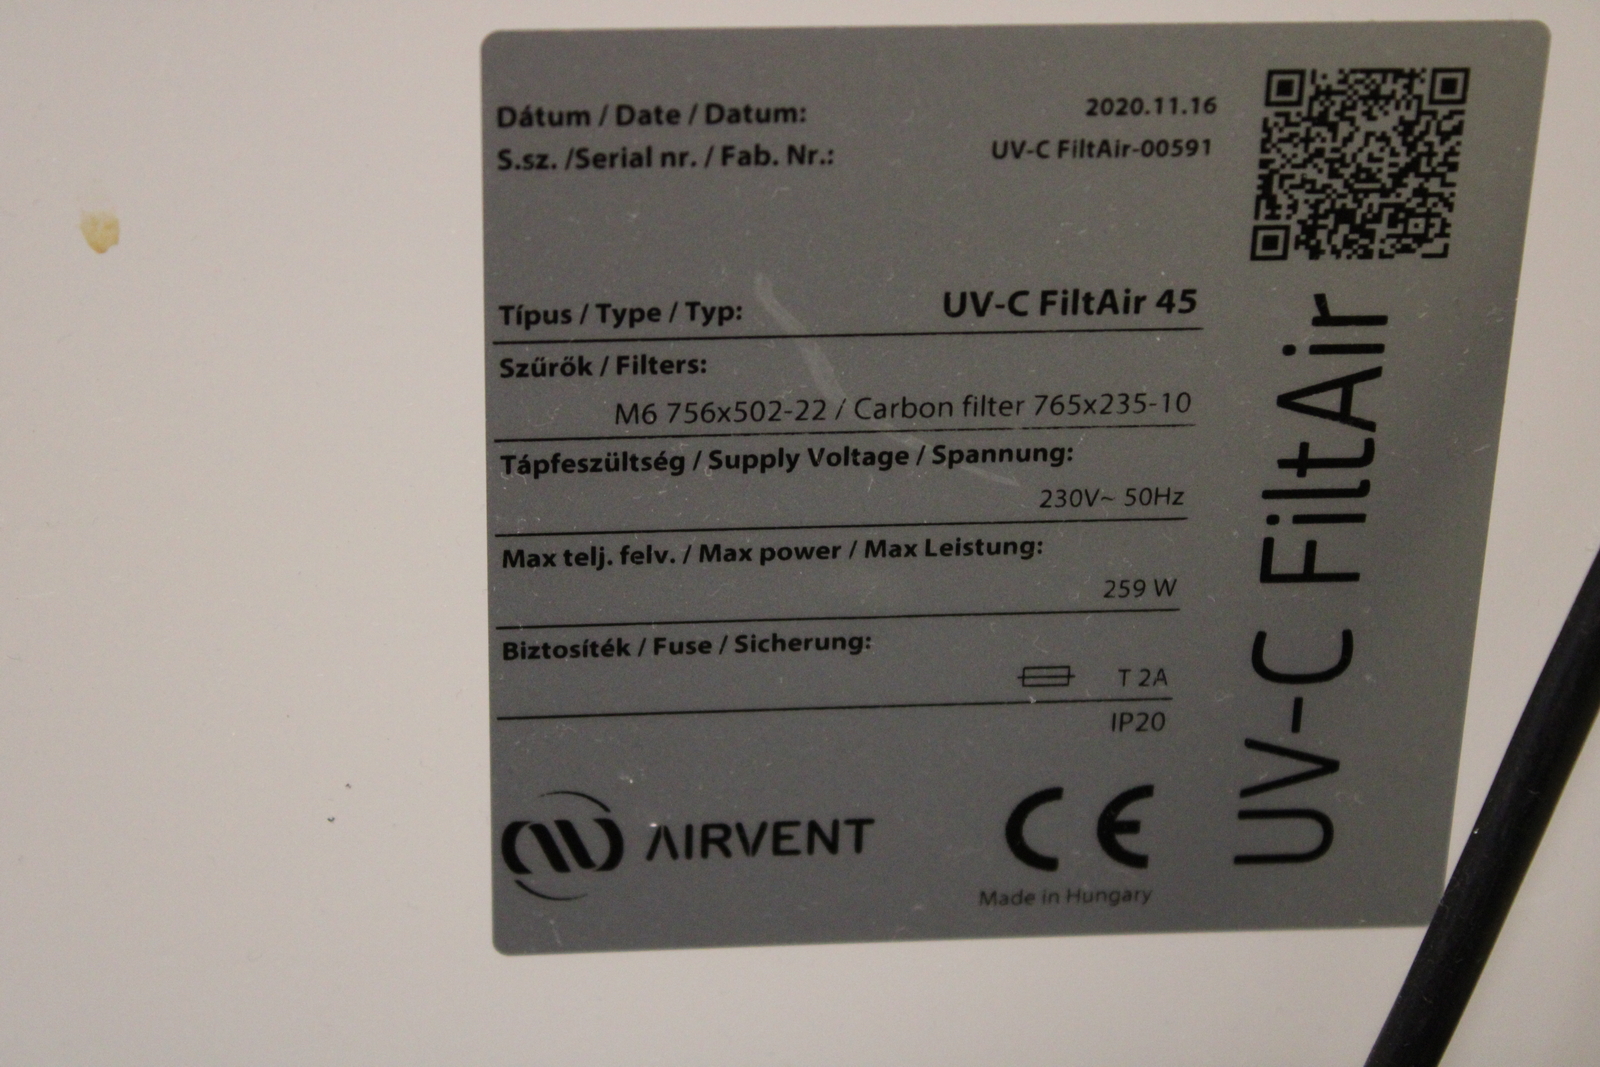 Dátum / Date / Datum: 2020.11.16
S.sz. /Serial nr. / Fab. Nr.: UV-C FiltAir-00591
Típus / Type / Typ: UV-C FiltAir 45
Szűrők / Filters:
M6 756x502-22 / Carbon filter 765x235-10
Tápfeszültség / Supply Voltage / Spannung:
230V~ 50Hz
Max telj. felv. / Max power / Max Leistung:
259 W
Biztosíték / Fuse / Sicherung:
T 2A
IP20
AIRVENT
CE
Made in Hungary
UV-C FiltAir